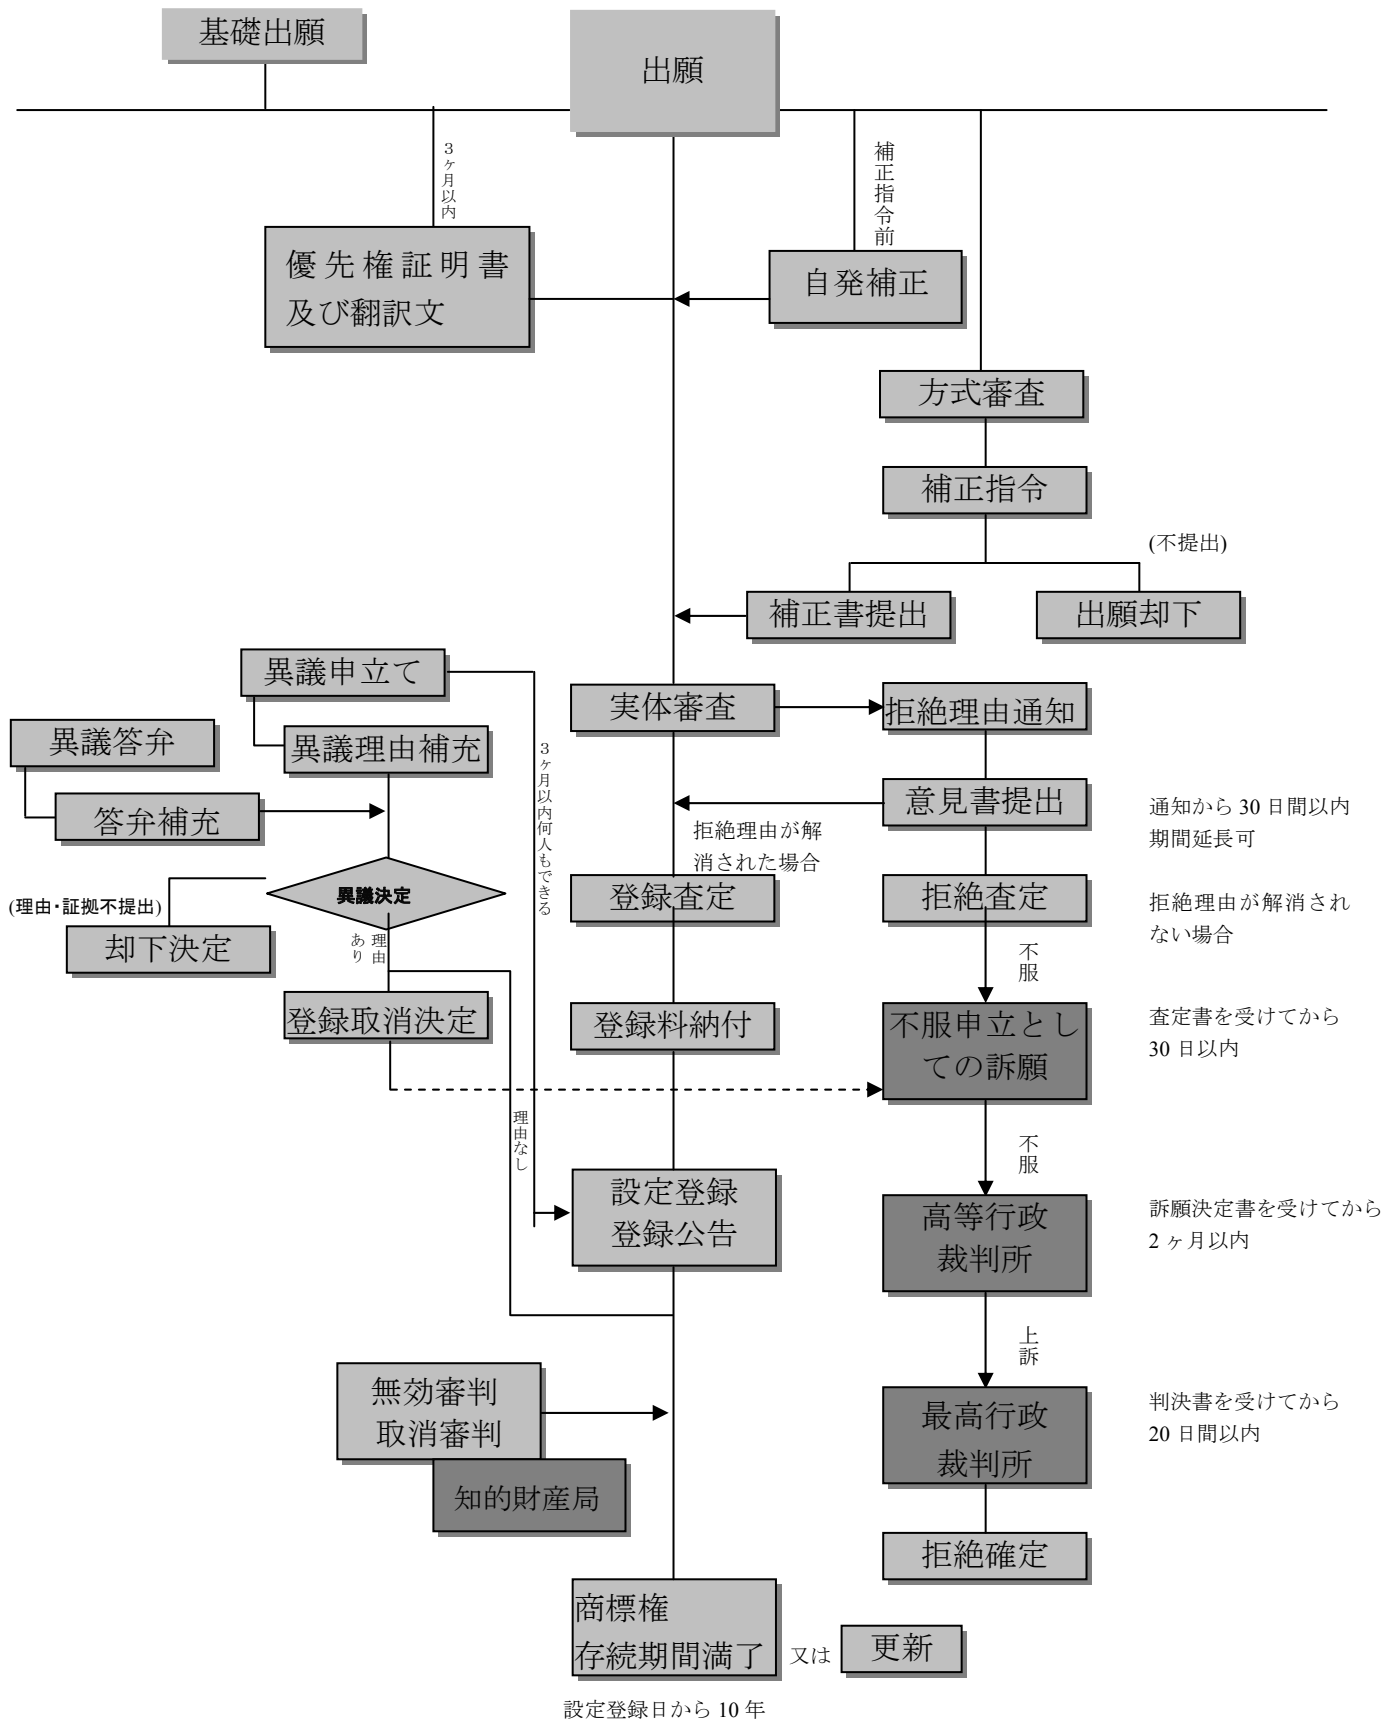 基礎出願
出願
3ヶ月以内
補正指令前
優先権証明書
及び翻訳文
自発補正
方式審査
補正指令
(不提出)
補正書提出
出願却下
異議申立て
実体審査
拒絶理由通知
異議答弁
異議理由補充
3ヶ月以内何人もできる
意見書提出
通知から 30 日間以内
期間延長可
答弁補充
拒絶理由が解
消された場合
異議決定
登録査定
拒絶査定
拒絶理由が解消され
ない場合
(理由・証拠不提出)
却下決定
理由
あり
不服
登録取消決定
登録料納付
不服申立とし
ての訴願
査定書を受けてから
30 日以内
理由なし
不服
設定登録
登録公告
高等行政
裁判所
訴願決定書を受けてから
2 ヶ月以内
上訴
無効審判
取消審判
最高行政
裁判所
判決書を受けてから
20 日間以内
知的財産局
拒絶確定
商標権
存続期間満了
又は
更新
設定登録日から 10 年